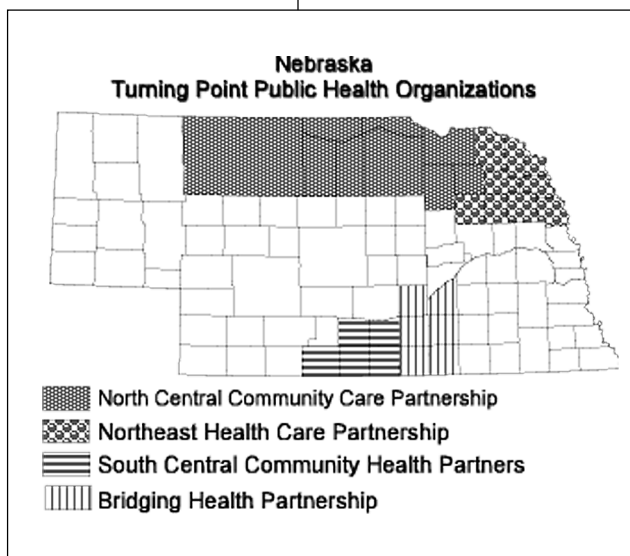 Nebraska
Turning Point Public Health Organizations
North Central Community Care Partnership
Northeast Health Care Partnership
South Central Community Health Partners
Bridging Health Partnership